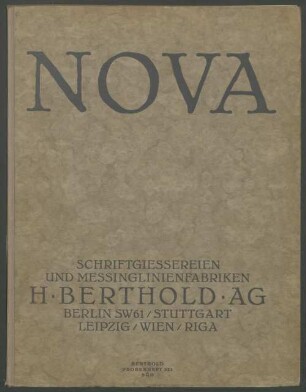 NOVA
SCHRIFTGIESSEREIEN
UND MESSINGLINIENFABRIKEN
H·BERTHOLD·AG
BERLIN SW61/STUTTGART
LEIPZIG/WIEN/RIGA